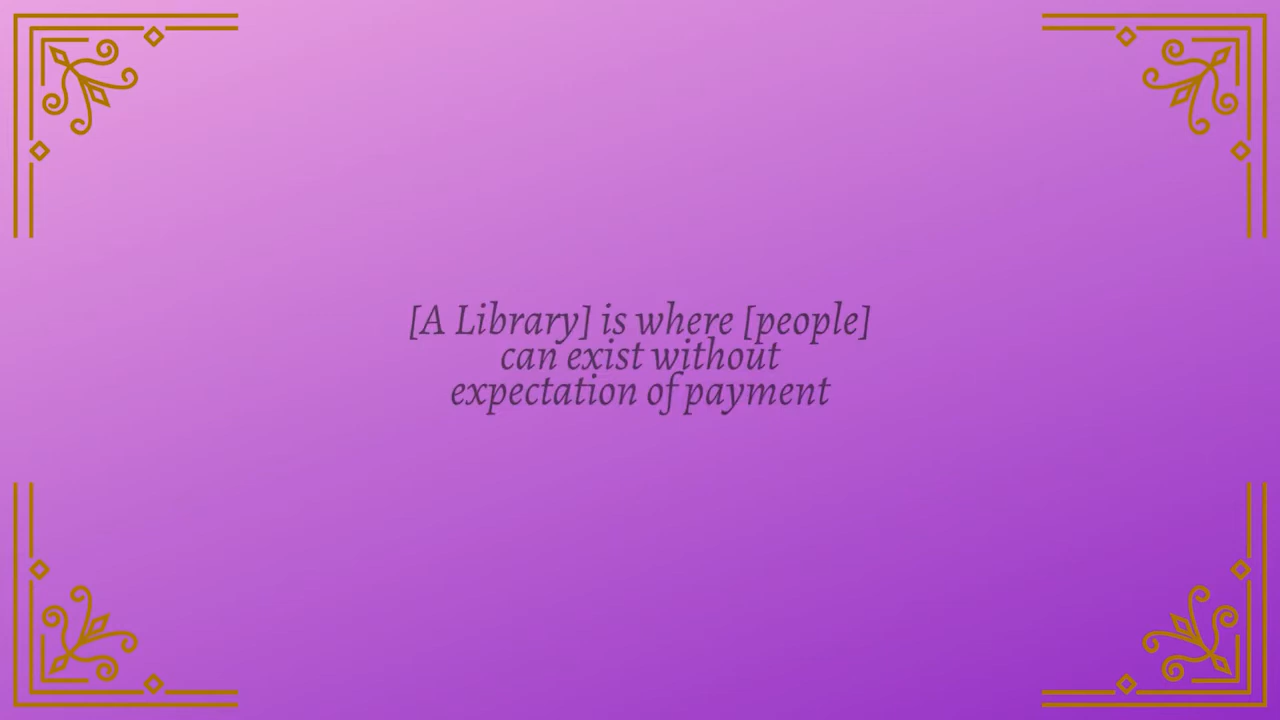 [A Library] is where [people]
can exist without
expectation of payment